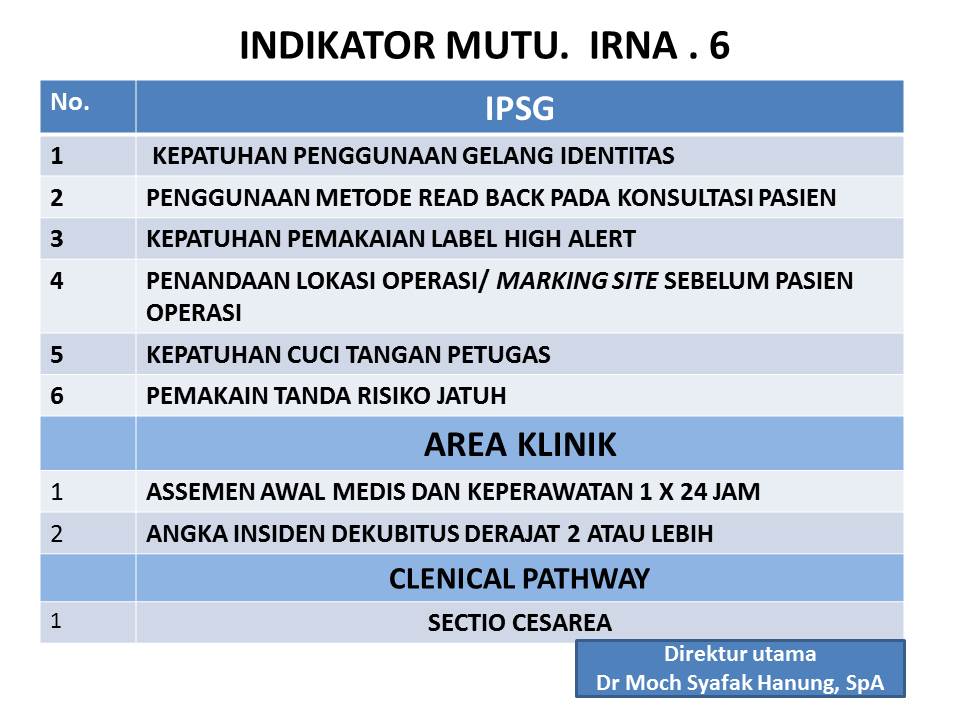 INDIKATOR MUTU.  IRNA . 6
No. IPSG
1 KEPATUHAN PENGGUNAAN GELANG IDENTITAS
2 PENGGUNAAN METODE READ BACK PADA KONSULTASI PASIEN
3 KEPATUHAN PEMAKAIAN LABEL HIGH ALERT
4 PENANDAAN LOKASI OPERASI/ MARKING SITE SEBELUM PASIEN
OPERASI
5 KEPATUHAN CUCI TANGAN PETUGAS
6 PEMAKAIN TANDA RISIKO JATUH
AREA KLINIK
1 ASSEMEN AWAL MEDIS DAN KEPERAWATAN 1 X 24 JAM
2 ANGKA INSIDEN DEKUBITUS DERAJAT 2 ATAU LEBIH
CLENICAL PATHWAY
1 SECTIO CESAREA
Direktur utama
Dr Moch Syafak Hanung, SpA